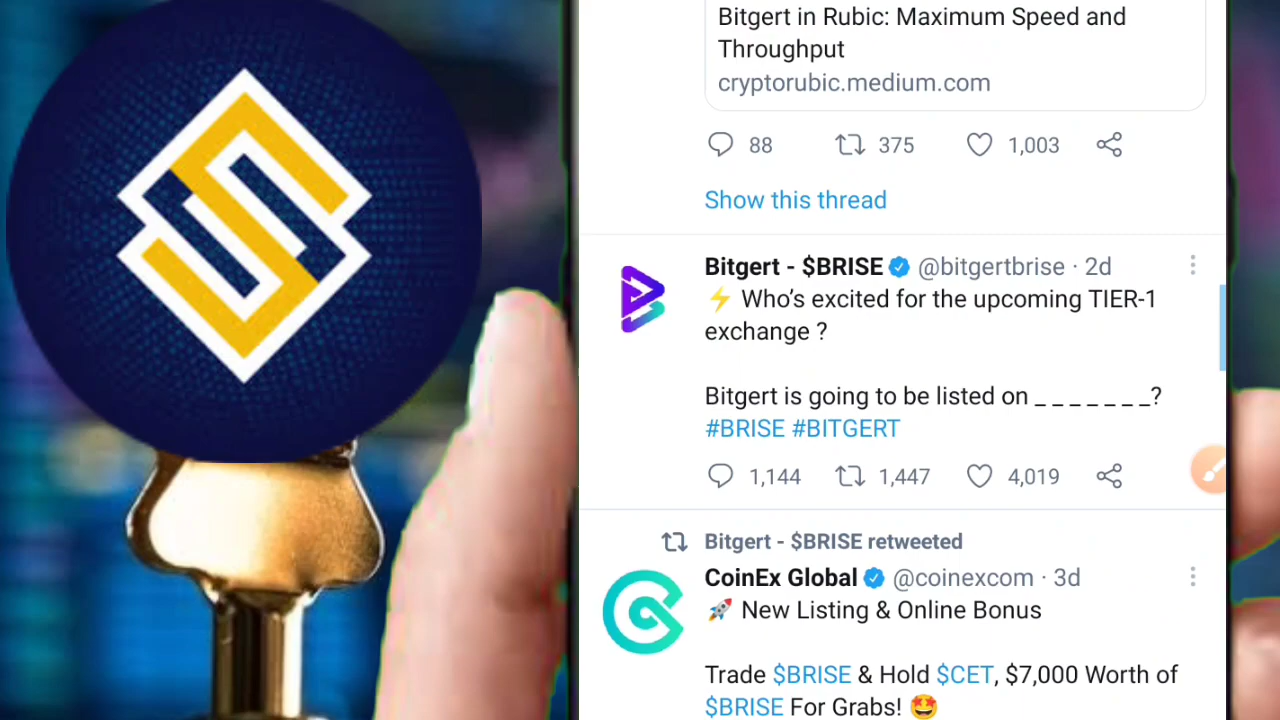 Bitgert in Rubic: Maximum Speed and
Throughput
cryptorubic.medium.com
88 375 1,003
Show this thread
Bitgert - $BRISE @bitgertbrise · 2d
⚡ Who’s excited for the upcoming TIER-1
exchange ?
Bitgert is going to be listed on _ _ _ _ _ _ _?
#BRISE #BITGERT
1,144 1,447 4,019
Bitgert - $BRISE retweeted
CoinEx Global @coinexcom · 3d
🚀 New Listing & Online Bonus
Trade $BRISE & Hold $CET, $7,000 Worth of
$BRISE For Grabs! 🤩